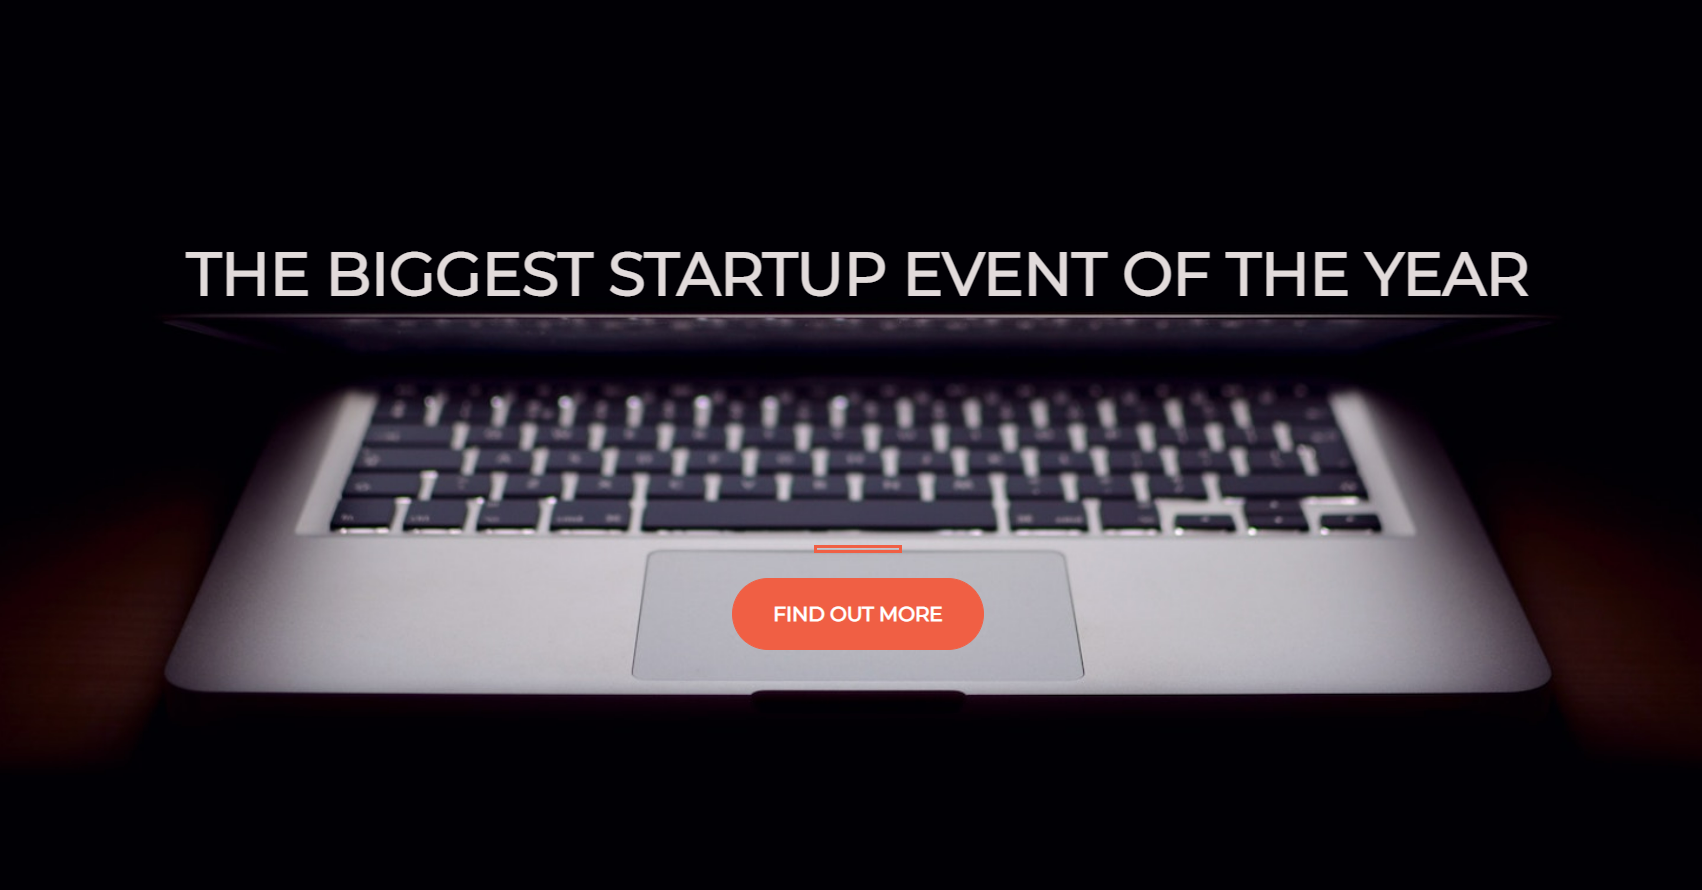 THE BIGGEST STARTUP EVENT OF THE YEAR
FIND OUT MORE